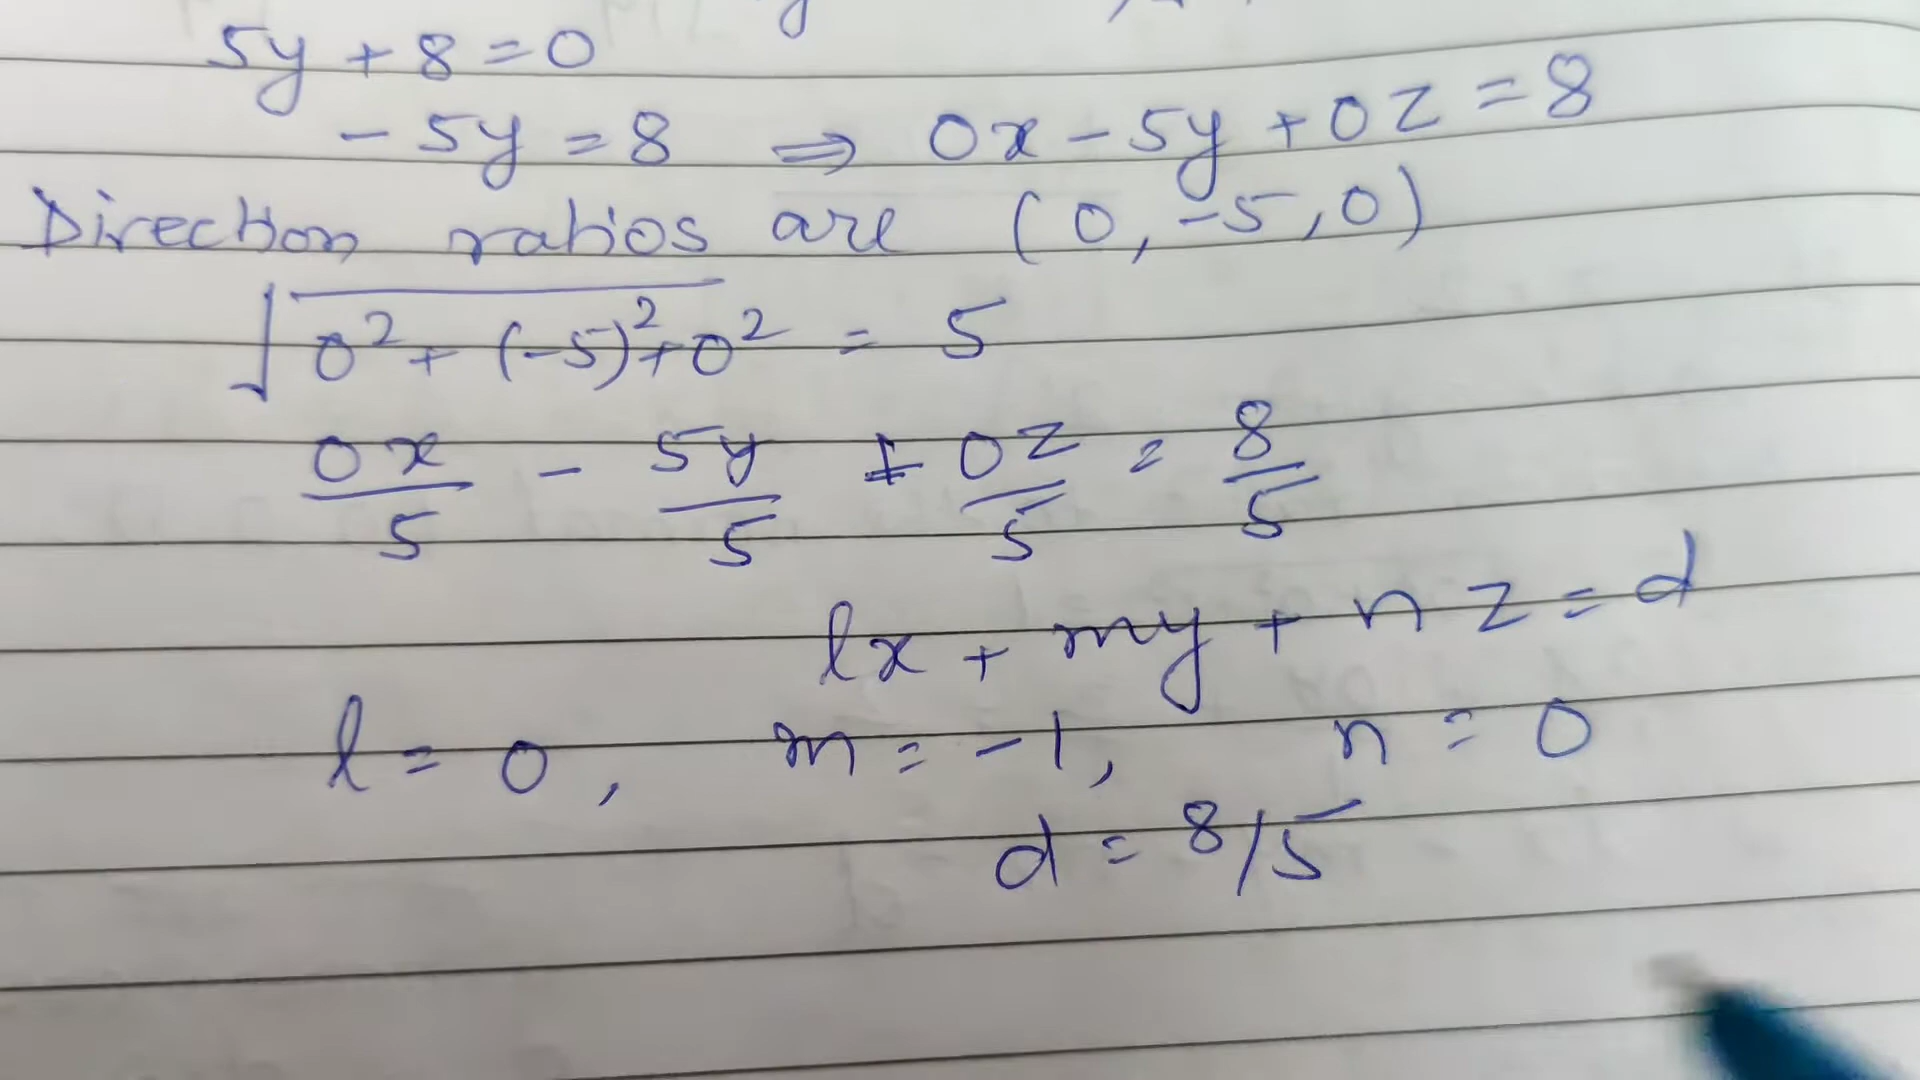 5y + 8 = 0
- 5y = 8 ⇒ 0x - 5y + 0z = 8
Direction ratios are (0, -5, 0)
√0² + (-5)² + 0² = 5
0x/5 - 5y/5 + 0z/5 = 8/5
lx + my + nz = d
l = 0, m = -1, n = 0
d = 8/5